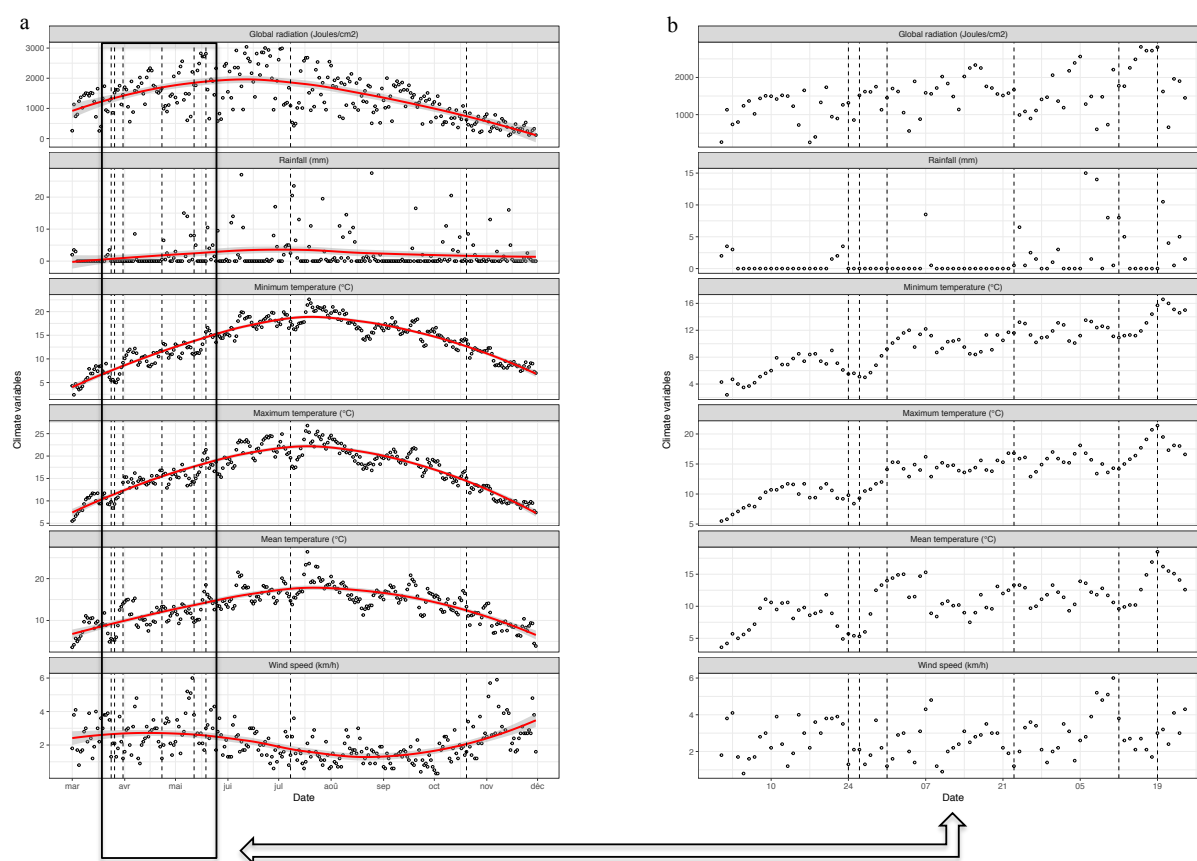 a
Climate variables
Global radiation (Joules/cm2)
3000
2000
1000
0
Rainfall (mm)
20
10
0
Minimum temperature (°C)
20
15
10
5
Maximum temperature (°C)
25
20
15
10
5
Mean temperature (°C)
20
10
Wind speed (km/h)
6
4
2
mar avr mai jui jul aoû sep oct nov déc
Date
b
Climate variables
Global radiation (Joules/cm2)
2000
1000
Rainfall (mm)
15
10
5
0
Minimum temperature (°C)
16
12
8
4
Maximum temperature (°C)
20
15
10
5
Mean temperature (°C)
15
10
5
Wind speed (km/h)
6
4
2
10 24 07 21 05 19
Date